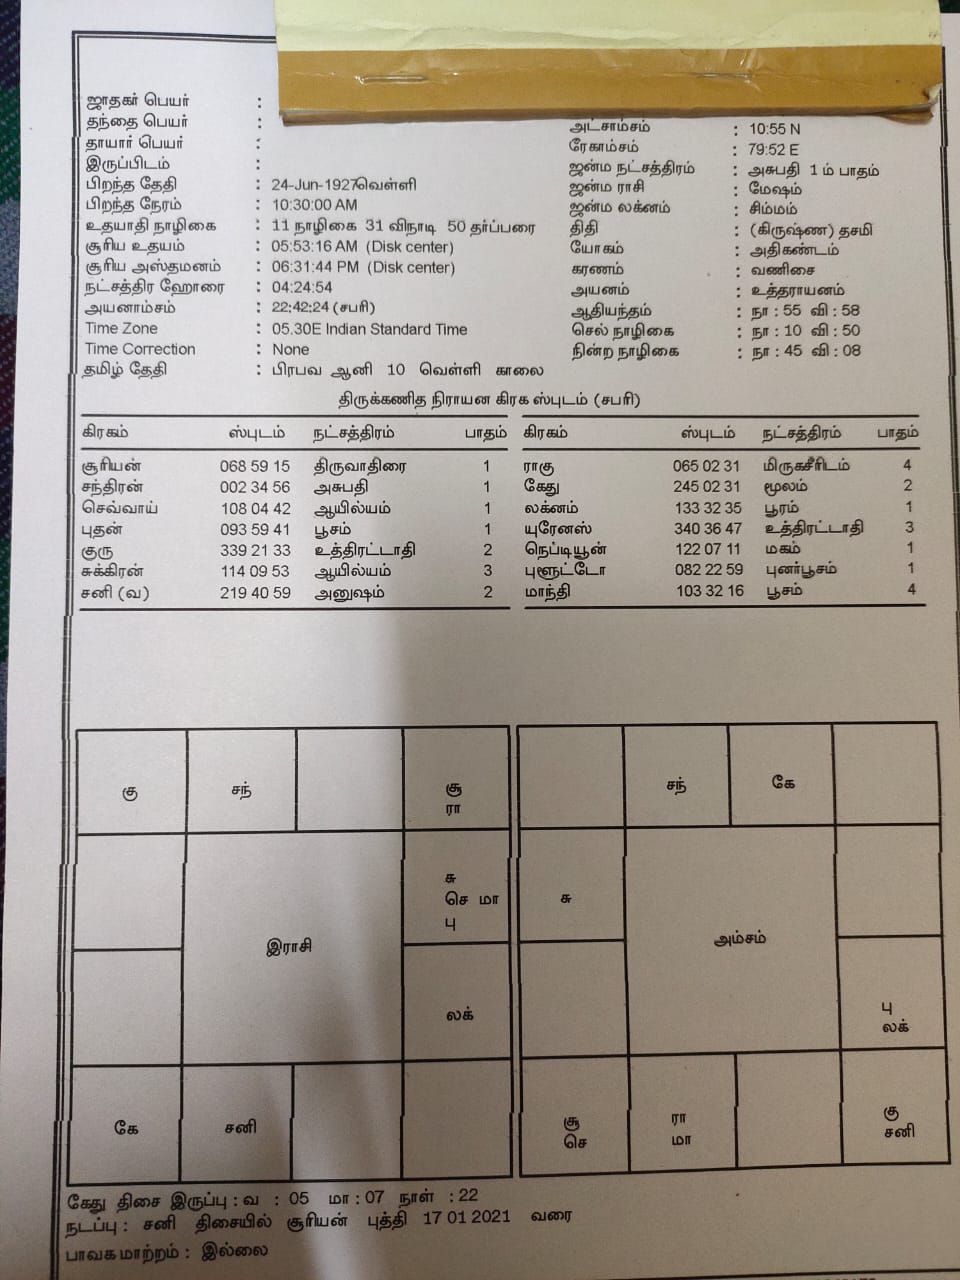 ஜாதகர் பெயர் :
தந்தை பெயர் :
தாயார் பெயர் :
இருப்பிடம் :
பிறந்த தேதி : 24-Jun-1927வெள்ளி
பிறந்த நேரம் : 10:30:00 AM
உதயாதி நாழிகை : 11 நாழிகை 31 விநாடி 50 தர்ப்பரை
சூரிய உதயம் : 05:53:16 AM (Disk center)
சூரிய அஸ்தமனம் : 06:31:44 PM (Disk center)
நட்சத்திர ஹோரை : 04:24:54
அயனாம்சம் : 22:42:24 (சபரி)
Time Zone : 05.30E Indian Standard Time
Time Correction : None
தமிழ் தேதி : பிரபவ ஆனி 10 வெள்ளி காலை
அட்சாம்சம் : 10:55 N
ரேகாம்சம் : 79:52 E
ஜன்ம நட்சத்திரம் : அசுபதி 1 ம் பாதம்
ஜன்ம ராசி : மேஷம்
ஜன்ம லக்னம் : சிம்மம்
திதி : (கிருஷ்ண) தசமி
யோகம் : அதிகண்டம்
கரணம் : வணிசை
அயனம் : உத்தராயனம்
ஆதியந்தம் : நா : 55 வி : 58
செல் நாழிகை : நா : 10 வி : 50
நின்ற நாழிகை : நா : 45 வி : 08
திருக்கணித நிராயன கிரக ஸ்புடம் (சபரி)
கிரகம் ஸ்புடம் நட்சத்திரம் பாதம் கிரகம் ஸ்புடம் நட்சத்திரம் பாதம்
சூரியன் 068 59 15 திருவாதிரை 1 ராகு 065 02 31 மிருகசீரிடம் 4
சந்திரன் 002 34 56 அசுபதி 1 கேது 245 02 31 மூலம் 2
செவ்வாய் 108 04 42 ஆயில்யம் 1 லக்னம் 133 32 35 பூரம் 1
புதன் 093 59 41 பூசம் 1 யுரேனஸ் 340 36 47 உத்திரட்டாதி 3
குரு 339 21 33 உத்திரட்டாதி 2 நெப்டியூன் 122 07 11 மகம் 1
சுக்கிரன் 114 09 53 ஆயில்யம் 3 புளூட்டோ 082 22 59 புனர்பூசம் 1
சனி (வ) 219 40 59 அனுஷம் 2 மாந்தி 103 32 16 பூசம் 4
கு சந் சூ
ரா
சு
செ மா
பு
இராசி
லக்
கே சனி
சந் கே
சு
அம்சம்
பு
லக்
சூ
செ
ரா
மா
கு
சனி
கேது திசை இருப்பு : வ : 05 மா : 07 நாள் : 22
நடப்பு : சனி திசையில் சூரியன் புத்தி 17 01 2021 வரை
பாவக மாற்றம் : இல்லை